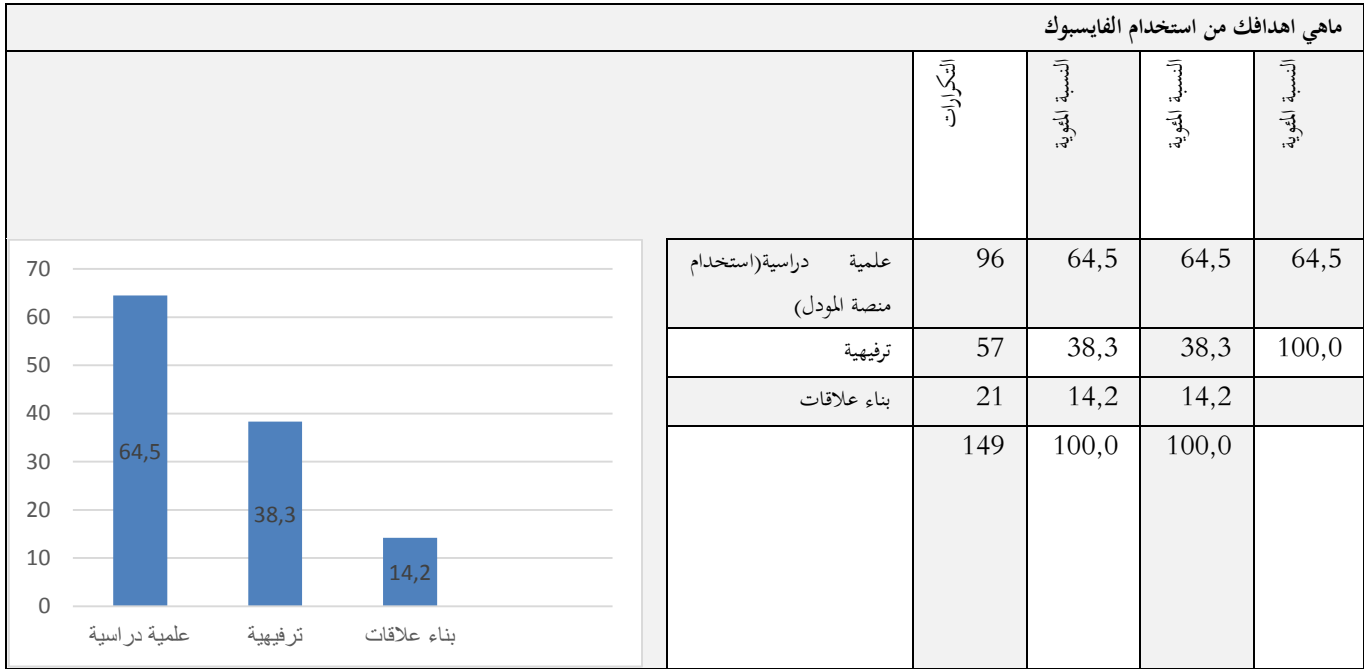 ماهي اهدافك من استخدام الفايسبوك
التكرارات
النسبة المئوية
النسبة المئوية
النسبة المئوية
علمية دراسية(استخدام
منصة المودل)
96 64,5 64,5 64,5
ترفيهية 57 38,3 38,3 100,0
بناء علاقات 21 14,2 14,2
149 100,0 100,0
70
60
50
40
30
20
10
0
64,5
38,3
14,2
علمية دراسية
ترفيهية
بناء علاقات